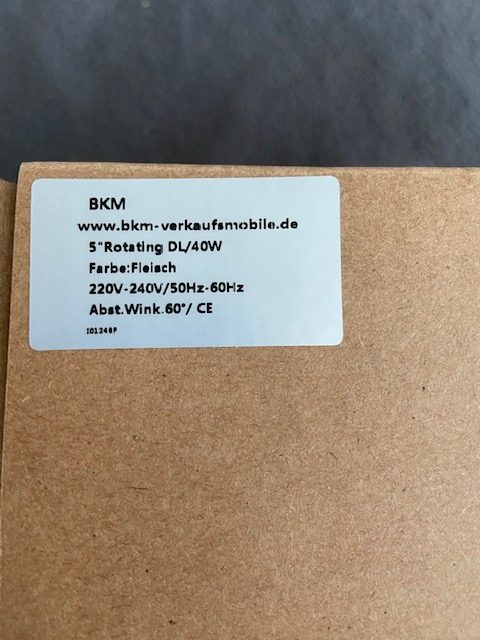 BKM
www.bkm-verkaufsmobile.de
5"Rotating DL/40W
Farbe:Fleisch
220V-240V/50Hz-60Hz
Abst.Wink.60°/ CE
I01240F